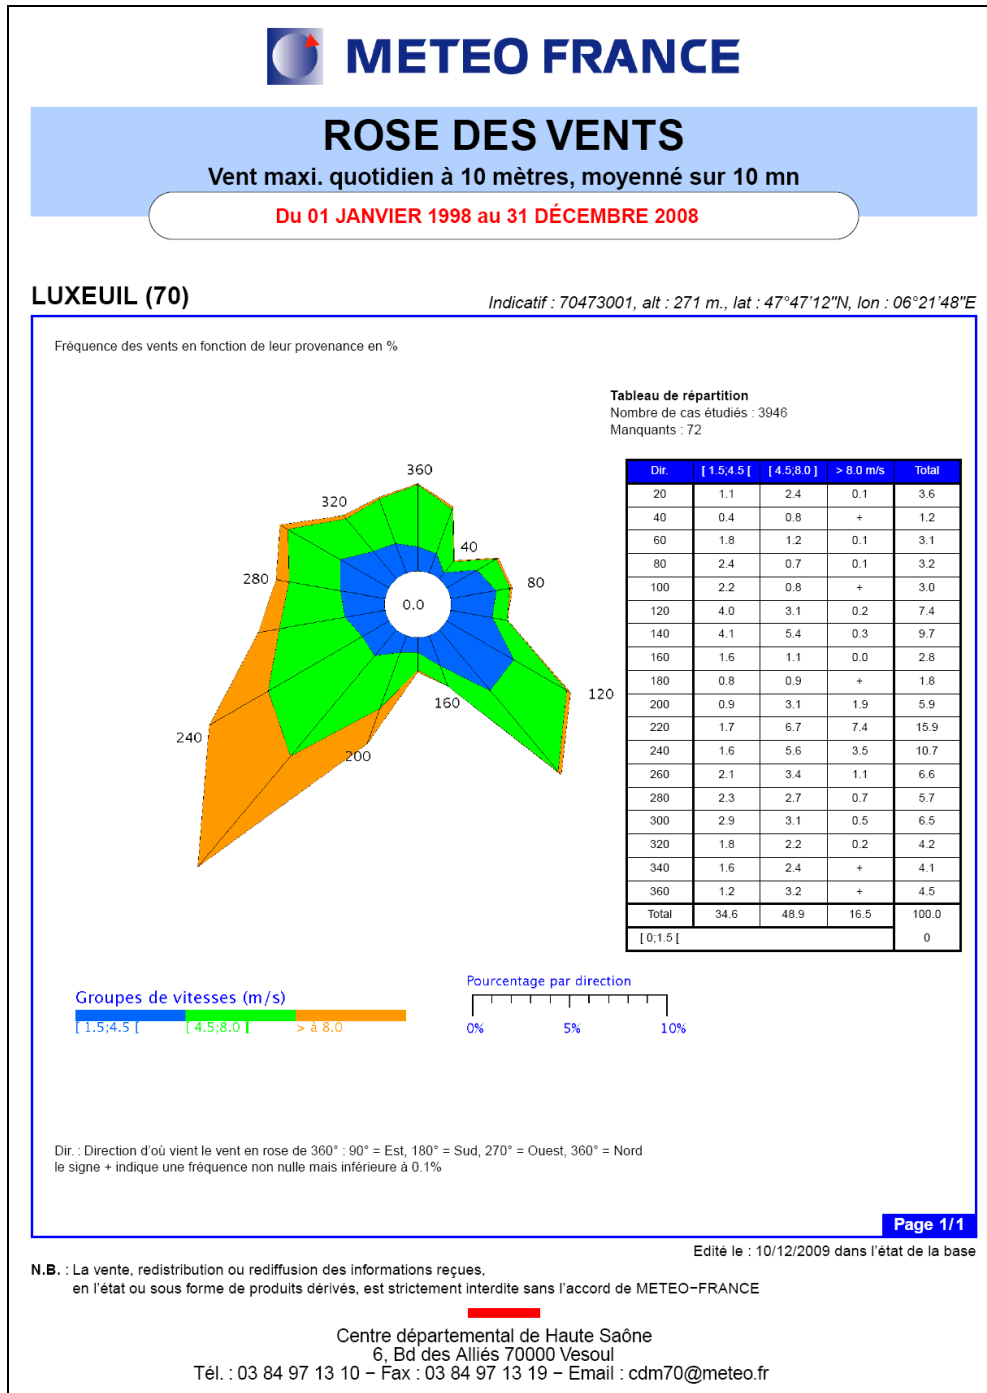 METEO FRANCE
ROSE DES VENTS
Vent maxi. quotidien à 10 mètres, moyenné sur 10 mn
Du 01 JANVIER 1998 au 31 DÉCEMBRE 2008
LUXEUIL (70)
Indicatif : 70473001, alt : 271 m., lat : 47°47'12"N, lon : 06°21'48"E
Fréquence des vents en fonction de leur provenance en %
Tableau de répartition
Nombre de cas étudiés : 3946
Manquants : 72
360
320
40
280
80
0.0
120
160
240
200
Dir. [ 1.5;4.5 [ [ 4.5;8.0 ] > 8.0 m/s Total
20 1.1 2.4 0.1 3.6
40 0.4 0.8 + 1.2
60 1.8 1.2 0.1 3.1
80 2.4 0.7 0.1 3.2
100 2.2 0.8 + 3.0
120 4.0 3.1 0.2 7.4
140 4.1 5.4 0.3 9.7
160 1.6 1.1 0.0 2.8
180 0.8 0.9 + 1.8
200 0.9 3.1 1.9 5.9
220 1.7 6.7 7.4 15.9
240 1.6 5.6 3.5 10.7
260 2.1 3.4 1.1 6.6
280 2.3 2.7 0.7 5.7
300 2.9 3.1 0.5 6.5
320 1.8 2.2 0.2 4.2
340 1.6 2.4 + 4.1
360 1.2 3.2 + 4.5
Total 34.6 48.9 16.5 100.0
[ 0;1.5 [ 0
Groupes de vitesses (m/s)
[ 1.5;4.5 [ [ 4.5;8.0 ] > à 8.0
Pourcentage par direction
0% 5% 10%
Dir. : Direction d'où vient le vent en rose de 360° : 90° = Est, 180° = Sud, 270° = Ouest, 360° = Nord
le signe + indique une fréquence non nulle mais inférieure à 0.1%
Page 1/1
Edité le : 10/12/2009 dans l'état de la base
N.B. : La vente, redistribution ou rediffusion des informations reçues,
en l'état ou sous forme de produits dérivés, est strictement interdite sans l'accord de METEO−FRANCE
Centre départemental de Haute Saône
6, Bd des Alliés 70000 Vesoul
Tél. : 03 84 97 13 10 − Fax : 03 84 97 13 19 − Email : cdm70@meteo.fr